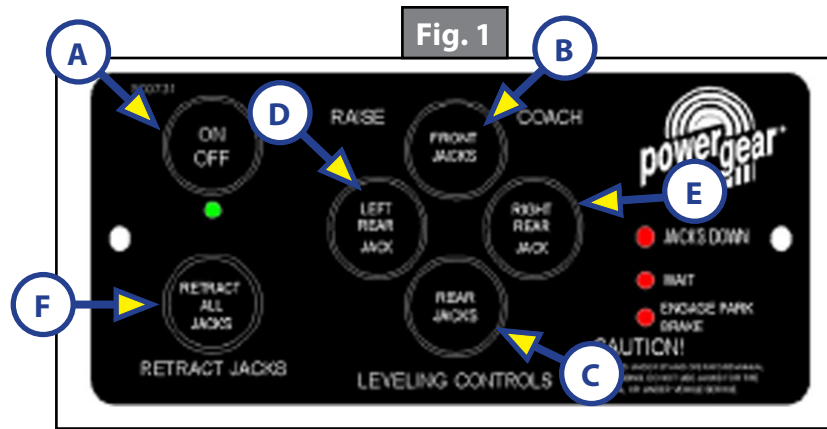 Fig. 1
A
B
D
E
F
C
ON
OFF
RAISE
COACH
FRONT
JACKS
LEFT
REAR
JACK
RIGHT
REAR
JACK
REAR
JACKS
RETRACT
ALL
JACKS
RETRACT JACKS
LEVELING CONTROLS
powergear
JACKS DOWN
WAIT
ENGAGE PARK
BRAKE
CAUTION!